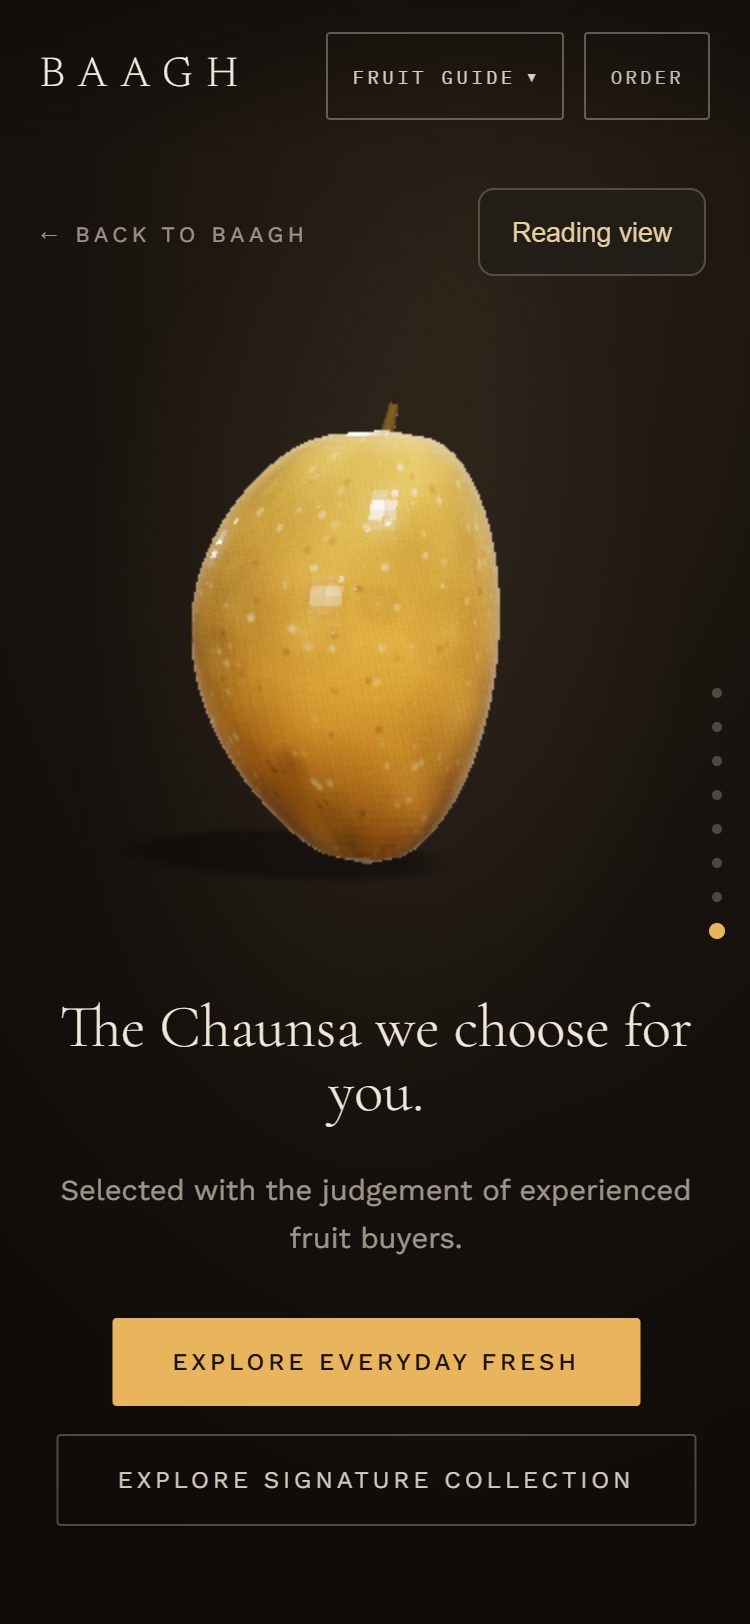 BAAGH
FRUIT GUIDE ▾
ORDER
← BACK TO BAAGH
Reading view
The Chaunsa we choose for
you.
Selected with the judgement of experienced
fruit buyers.
EXPLORE EVERYDAY FRESH
EXPLORE SIGNATURE COLLECTION